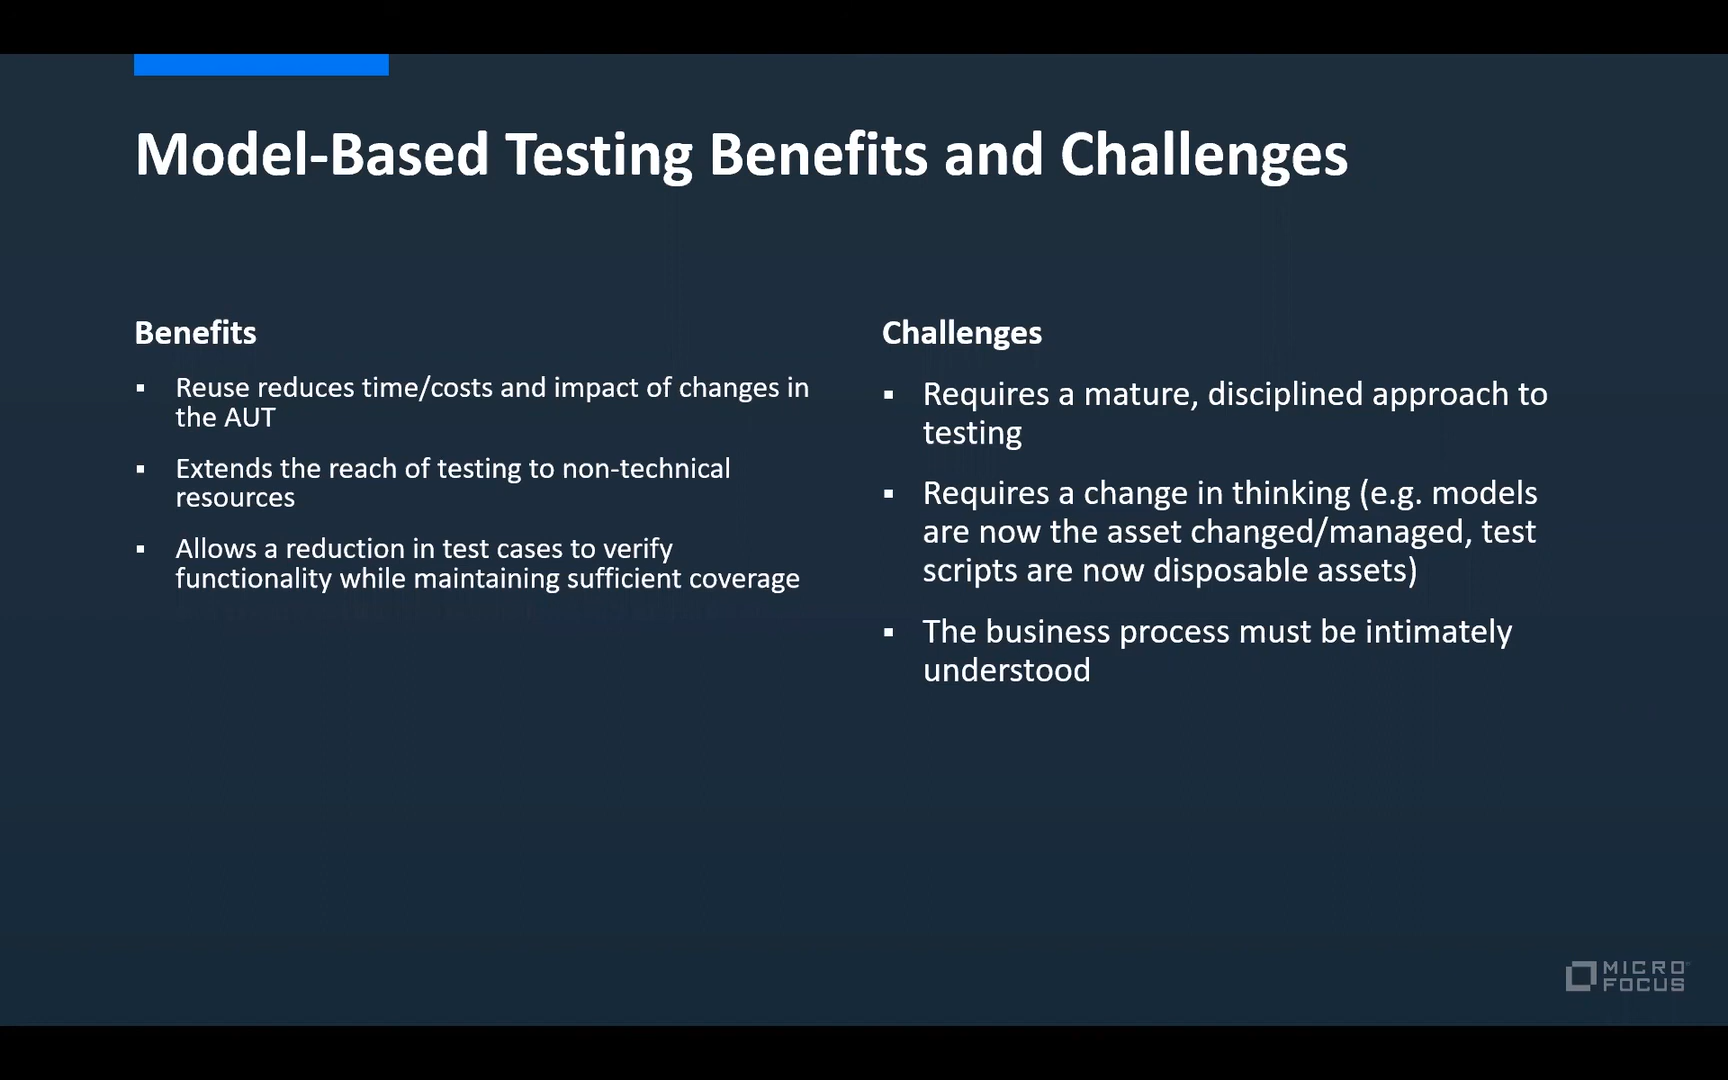 Model-Based Testing Benefits and Challenges
Benefits
▪ Reuse reduces time/costs and impact of changes in
the AUT
▪ Extends the reach of testing to non-technical
resources
▪ Allows a reduction in test cases to verify
functionality while maintaining sufficient coverage
Challenges
▪ Requires a mature, disciplined approach to
testing
▪ Requires a change in thinking (e.g. models
are now the asset changed/managed, test
scripts are now disposable assets)
▪ The business process must be intimately
understood
MICRO
FOCUS